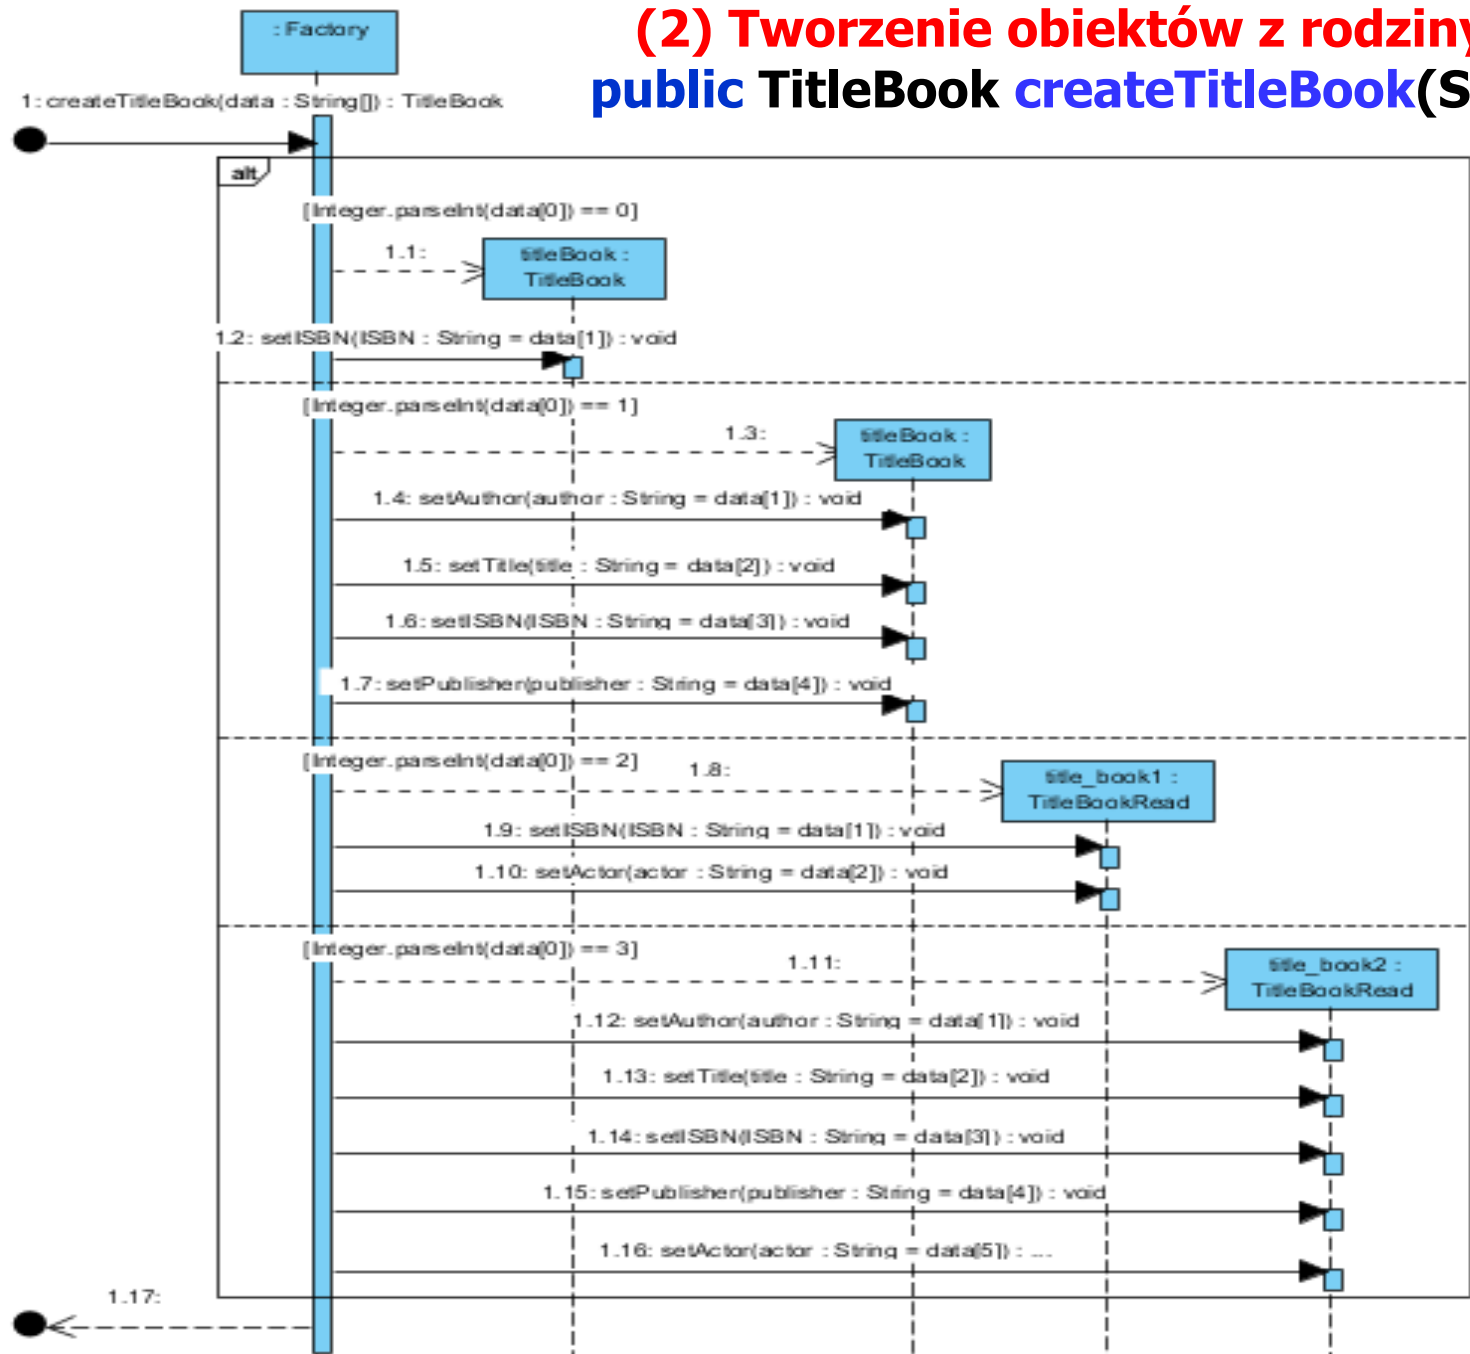 : Factory
(2) Tworzenie obiektów z rodziny
public TitleBook createTitleBook(S
1: createTitleBook(data : String[]) : TitleBook
alt
[Integer.parseInt(data[0]) == 0]
1.1:
titleBook :
TitleBook
1.2: setISBN(ISBN : String = data[1]) : void
[Integer.parseInt(data[0]) == 1]
1.3:
titleBook :
TitleBook
1.4: setAuthor(author : String = data[1]) : void
1.5: setTitle(title : String = data[2]) : void
1.6: setISBN(ISBN : String = data[3]) : void
1.7: setPublisher(publisher : String = data[4]) : void
[Integer.parseInt(data[0]) == 2]
1.8:
title_book1 :
TitleBookRead
1.9: setISBN(ISBN : String = data[1]) : void
1.10: setActor(actor : String = data[2]) : void
[Integer.parseInt(data[0]) == 3]
1.11:
title_book2 :
TitleBookRead
1.12: setAuthor(author : String = data[1]) : void
1.13: setTitle(title : String = data[2]) : void
1.14: setISBN(ISBN : String = data[3]) : void
1.15: setPublisher(publisher : String = data[4]) : void
1.16: setActor(actor : String = data[5]) : ...
1.17: